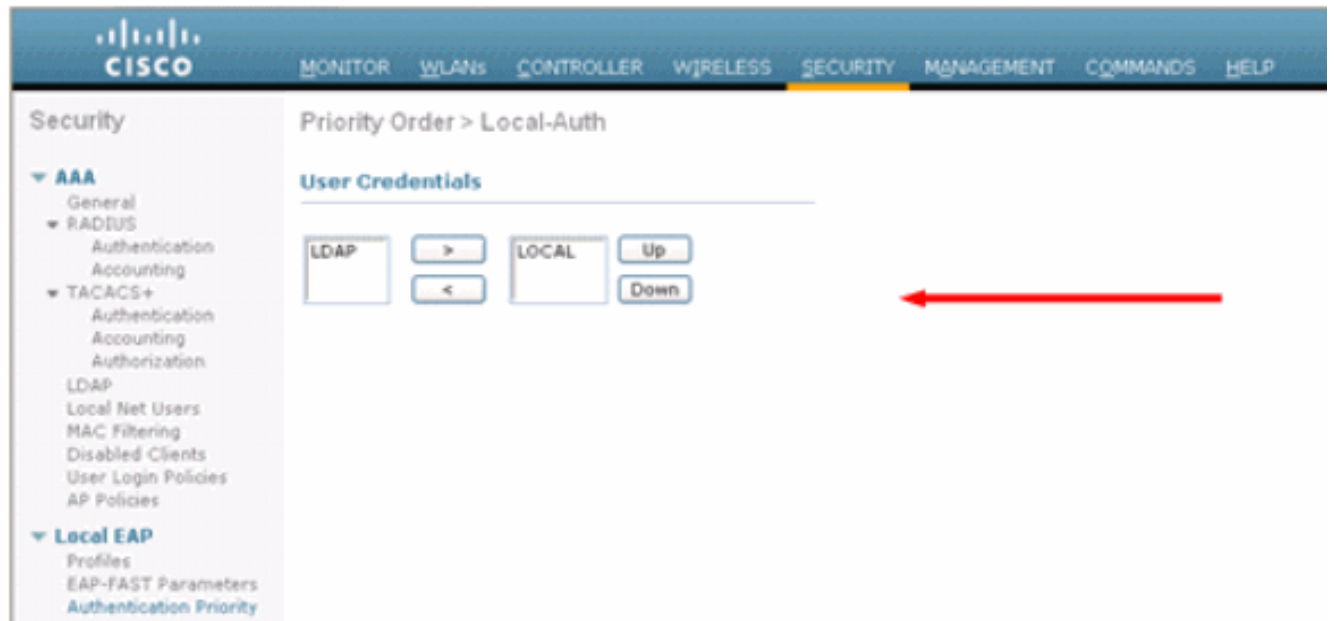 CISCO
MONITOR WLANs CONTROLLER WIRELESS SECURITY MANAGEMENT COMMANDS HELP
Security
AAA
General
RADIUS
Authentication
Accounting
TACACS+
Authentication
Accounting
Authorization
LDAP
Local Net Users
MAC Filtering
Disabled Clients
User Login Policies
AP Policies
Local EAP
Profiles
EAP-FAST Parameters
Authentication Priority
Priority Order > Local-Auth
User Credentials
LDAP > LOCAL Up
< Down